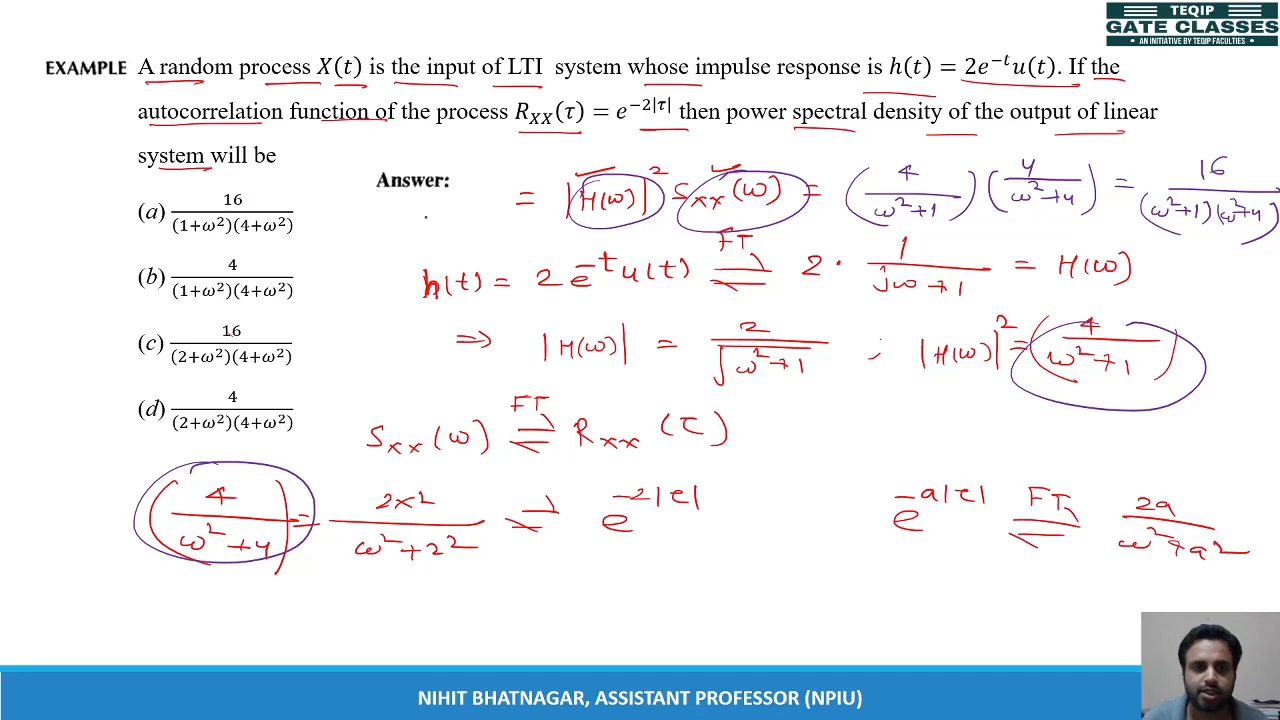 TEQIP
GATE CLASSES
• AN INITIATIVE BY TEQIP FACULTIES •
EXAMPLE A random process X(t) is the input of LTI system whose impulse response is h(t) = 2e^{−t}u(t). If the
autocorrelation function of the process R_{XX}(τ) = e^{−2|τ|} then power spectral density of the output of linear
system will be
Answer:
= |H(ω)|² S_{XX}(ω) = (4/(ω²+1)) (4/(ω²+4)) = 16/((ω²+1)(ω²+4))
(a) 16/((1+ω²)(4+ω²))
h(t) = 2 e^{−t} u(t) FT ⇌ 2 · 1/(jω+1) = H(ω)
(b) 4/((1+ω²)(4+ω²))
⇒ |H(ω)| = 2/√(ω²+1) ; |H(ω)|² = (4/(ω²+1))
(c) 16/((2+ω²)(4+ω²))
(d) 4/((2+ω²)(4+ω²))
S_{XX}(ω) FT ⇌ R_{XX}(τ)
(4/(ω²+4)) = 2×2/(ω²+2²) ⇌ e^{−2|τ|}
e^{−a|τ|} FT ⇌ 2a/(ω²+a²)
NIHIT BHATNAGAR, ASSISTANT PROFESSOR (NPIU)